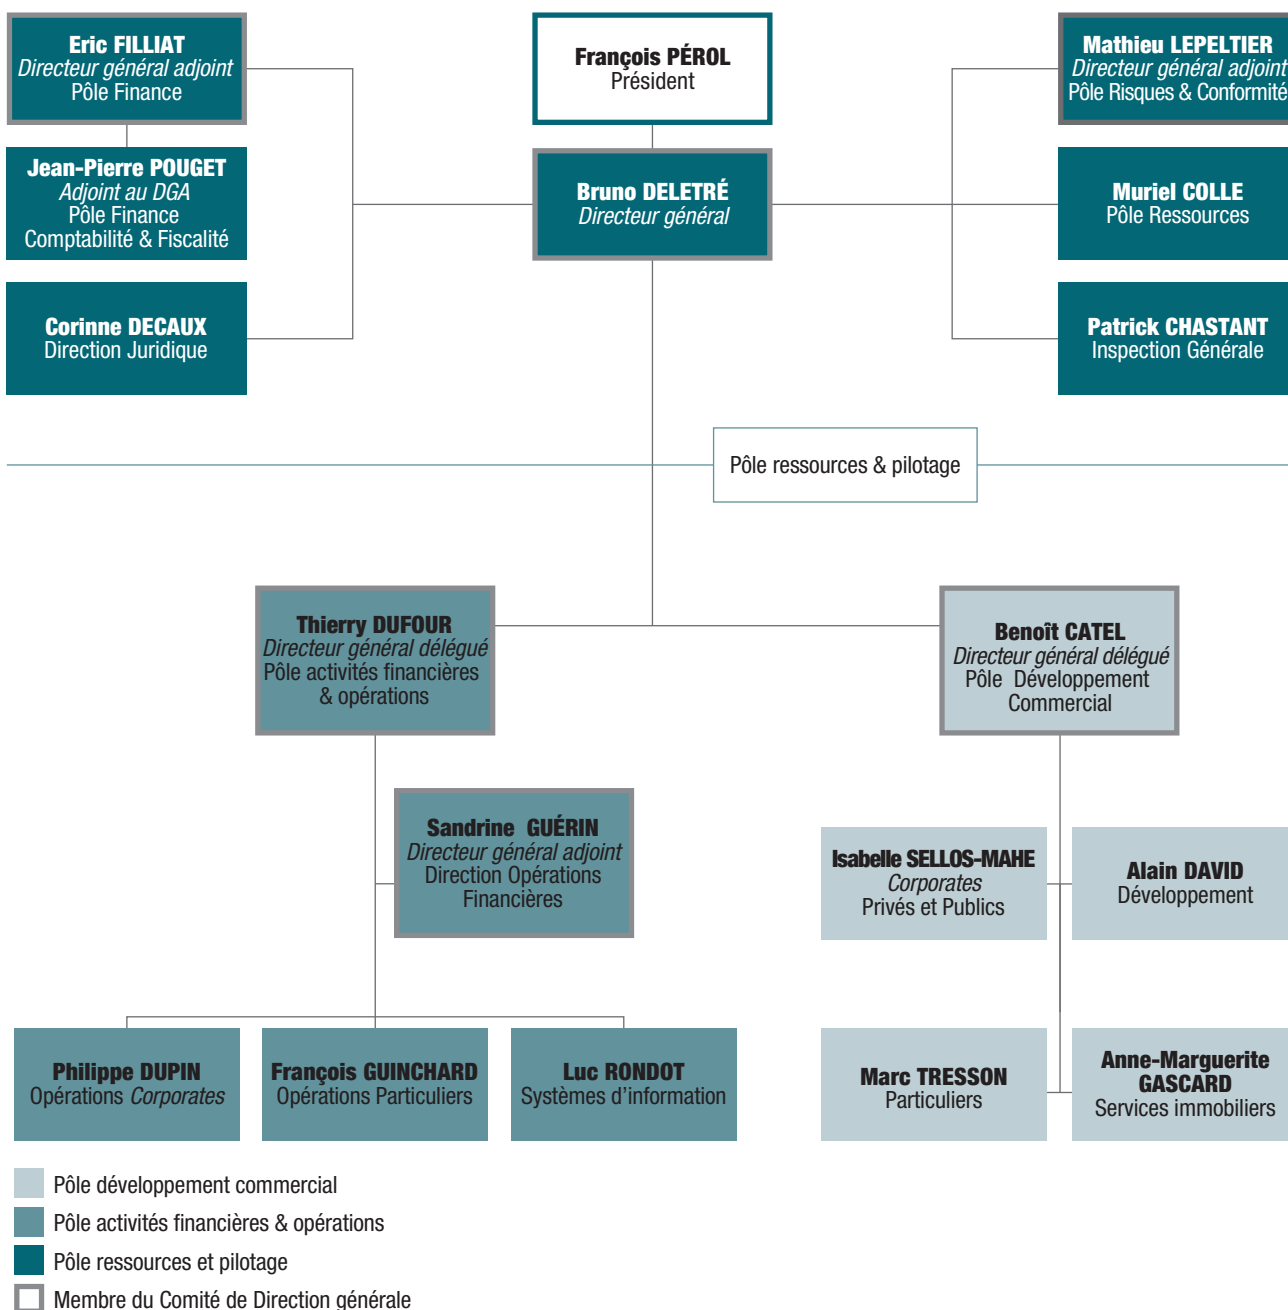 Eric FILLIAT
Directeur général adjoint
Pôle Finance
François PÉROL
Président
Mathieu LEPELTIER
Directeur général adjoint
Pôle Risques & Conformité
Jean-Pierre POUGET
Adjoint au DGA
Pôle Finance
Comptabilité & Fiscalité
Bruno DELETRÉ
Directeur général
Muriel COLLE
Pôle Ressources
Corinne DECAUX
Direction Juridique
Patrick CHASTANT
Inspection Générale
Pôle ressources & pilotage
Thierry DUFOUR
Directeur général délégué
Pôle activités financières
& opérations
Benoît CATEL
Directeur général délégué
Pôle Développement
Commercial
Sandrine GUÉRIN
Directeur général adjoint
Direction Opérations
Financières
Isabelle SELLOS-MAHE
Corporates
Privés et Publics
Alain DAVID
Développement
Philippe DUPIN
Opérations Corporates
François GUINCHARD
Opérations Particuliers
Luc RONDOT
Systèmes d'information
Marc TRESSON
Particuliers
Anne-Marguerite
GASCARD
Services immobiliers
Pôle développement commercial
Pôle activités financières & opérations
Pôle ressources et pilotage
Membre du Comité de Direction générale